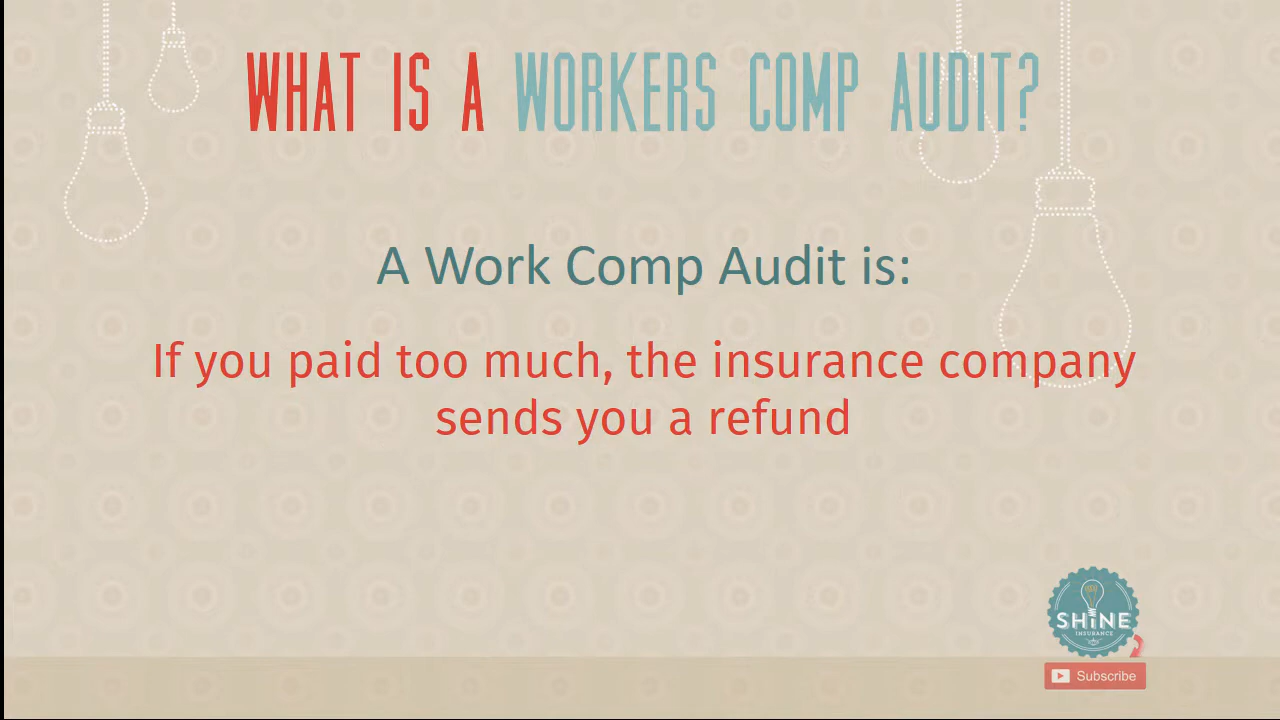 WHAT IS A WORKERS COMP AUDIT?
A Work Comp Audit is:
If you paid too much, the insurance company
sends you a refund
SHiNE
INSURANCE
Subscribe